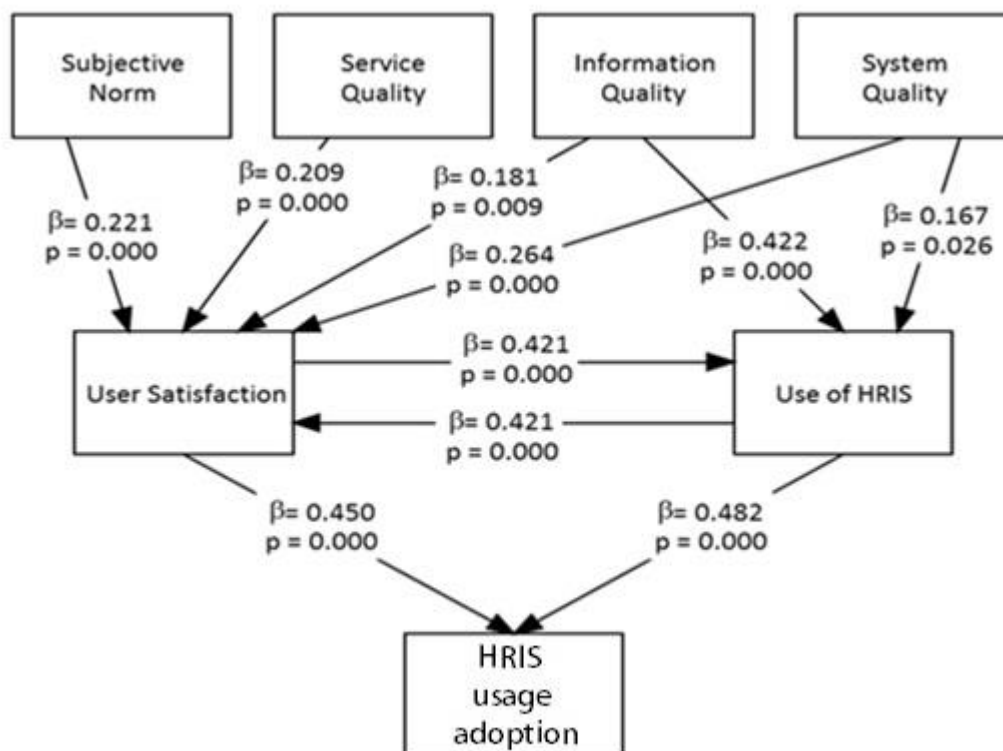 Subjective
Norm
Service
Quality
Information
Quality
System
Quality
β= 0.221
p = 0.000
β= 0.209
p = 0.000
β= 0.181
p = 0.009
β= 0.264
p = 0.000
β= 0.422
p = 0.000
β= 0.167
p = 0.026
User Satisfaction
β= 0.421
p = 0.000
β= 0.421
p = 0.000
Use of HRIS
β= 0.450
p = 0.000
β= 0.482
p = 0.000
HRIS
usage
adoption